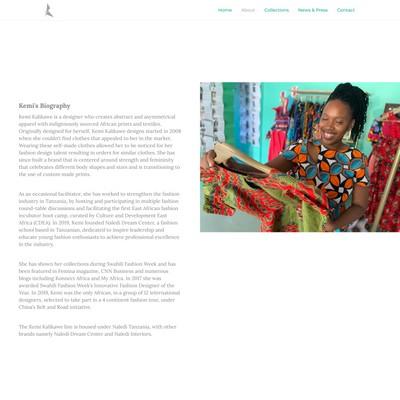 Home About Collections News & Press Contact
Kemi's Biography
Kemi Kalikawe is a designer who creates abstract and asymmetrical
apparel with indigenously sourced African prints and textiles.
Originally designed for herself, Kemi Kalikawe designs started in 2008
when she couldn't find clothes that appealed to her in the market.
Wearing these self-made clothes allowed her to be noticed for her
fashion design talent resulting in orders for similar clothes. She has
since built a brand that is centered around strength and femininity
that celebrates different body shapes and sizes and is transitioning to
the use of custom made prints.
As an occasional facilitator, she has worked to strengthen the fashion
industry in Tanzania, by hosting and participating in multiple fashion
round-table discussions and facilitating the first East African fashion
incubator boot camp, curated by Culture and Development East
Africa (CDEA). In 2019, Kemi founded Naledi Dream Center, a fashion
school based in Tanzanian, dedicated to inspire leadership and
educate young fashion enthusiasts to achieve professional excellence
in the industry.
She has shown her collections during Swahili Fashion Week and has
been featured in Femina magazine, CNN Business and numerous
blogs including Konnect Africa and My Africa. In 2017 she was
awarded Swahili Fashion Week's Innovative Fashion Designer of the
Year. In 2019, Kemi was the only African, in a group of 12 international
designers, selected to take part in a 4 continent fashion tour, under
China's Belt and Road initiative.
The Kemi Kalikawe line is housed under Naledi Tanzania, with other
brands namely Naledi Dream Center and Naledi Interiors.